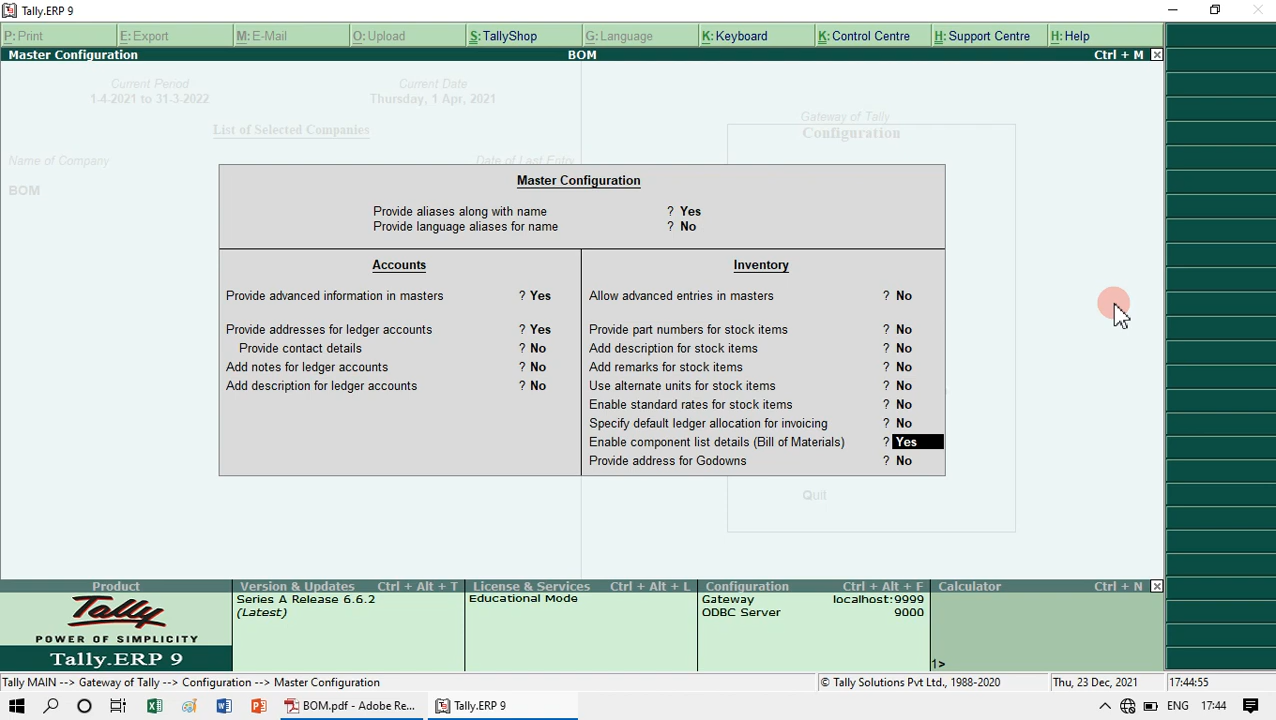 Tally.ERP 9
P: Print E: Export M: E-Mail O: Upload S: TallyShop G: Language K: Keyboard K: Control Centre H: Support Centre H: Help
Master Configuration BOM Ctrl + M
Current Period Current Date
1-4-2021 to 31-3-2022 Thursday, 1 Apr, 2021
Gateway of Tally
List of Selected Companies Configuration
Name of Company Date of Last Entry
BOM
Master Configuration
Provide aliases along with name ? Yes
Provide language aliases for name ? No
Accounts
Provide advanced information in masters ? Yes
Provide addresses for ledger accounts ? Yes
Provide contact details ? No
Add notes for ledger accounts ? No
Add description for ledger accounts ? No
Inventory
Allow advanced entries in masters ? No
Provide part numbers for stock items ? No
Add description for stock items ? No
Add remarks for stock items ? No
Use alternate units for stock items ? No
Enable standard rates for stock items ? No
Specify default ledger allocation for invoicing ? No
Enable component list details (Bill of Materials) ? Yes
Provide address for Godowns ? No
Quit
Product Version & Updates Ctrl + Alt + T License & Services Ctrl + Alt + L Configuration Ctrl + Alt + F Calculator Ctrl + N
Tally
POWER OF SIMPLICITY
Tally.ERP 9
Series A Release 6.6.2
(Latest)
Educational Mode
Gateway localhost:9999
ODBC Server 9000
1>
Tally MAIN --> Gateway of Tally --> Configuration --> Master Configuration © Tally Solutions Pvt Ltd., 1988-2020 Thu, 23 Dec, 2021 17:44:55
BOM.pdf - Adobe Re... Tally.ERP 9 ENG 17:44